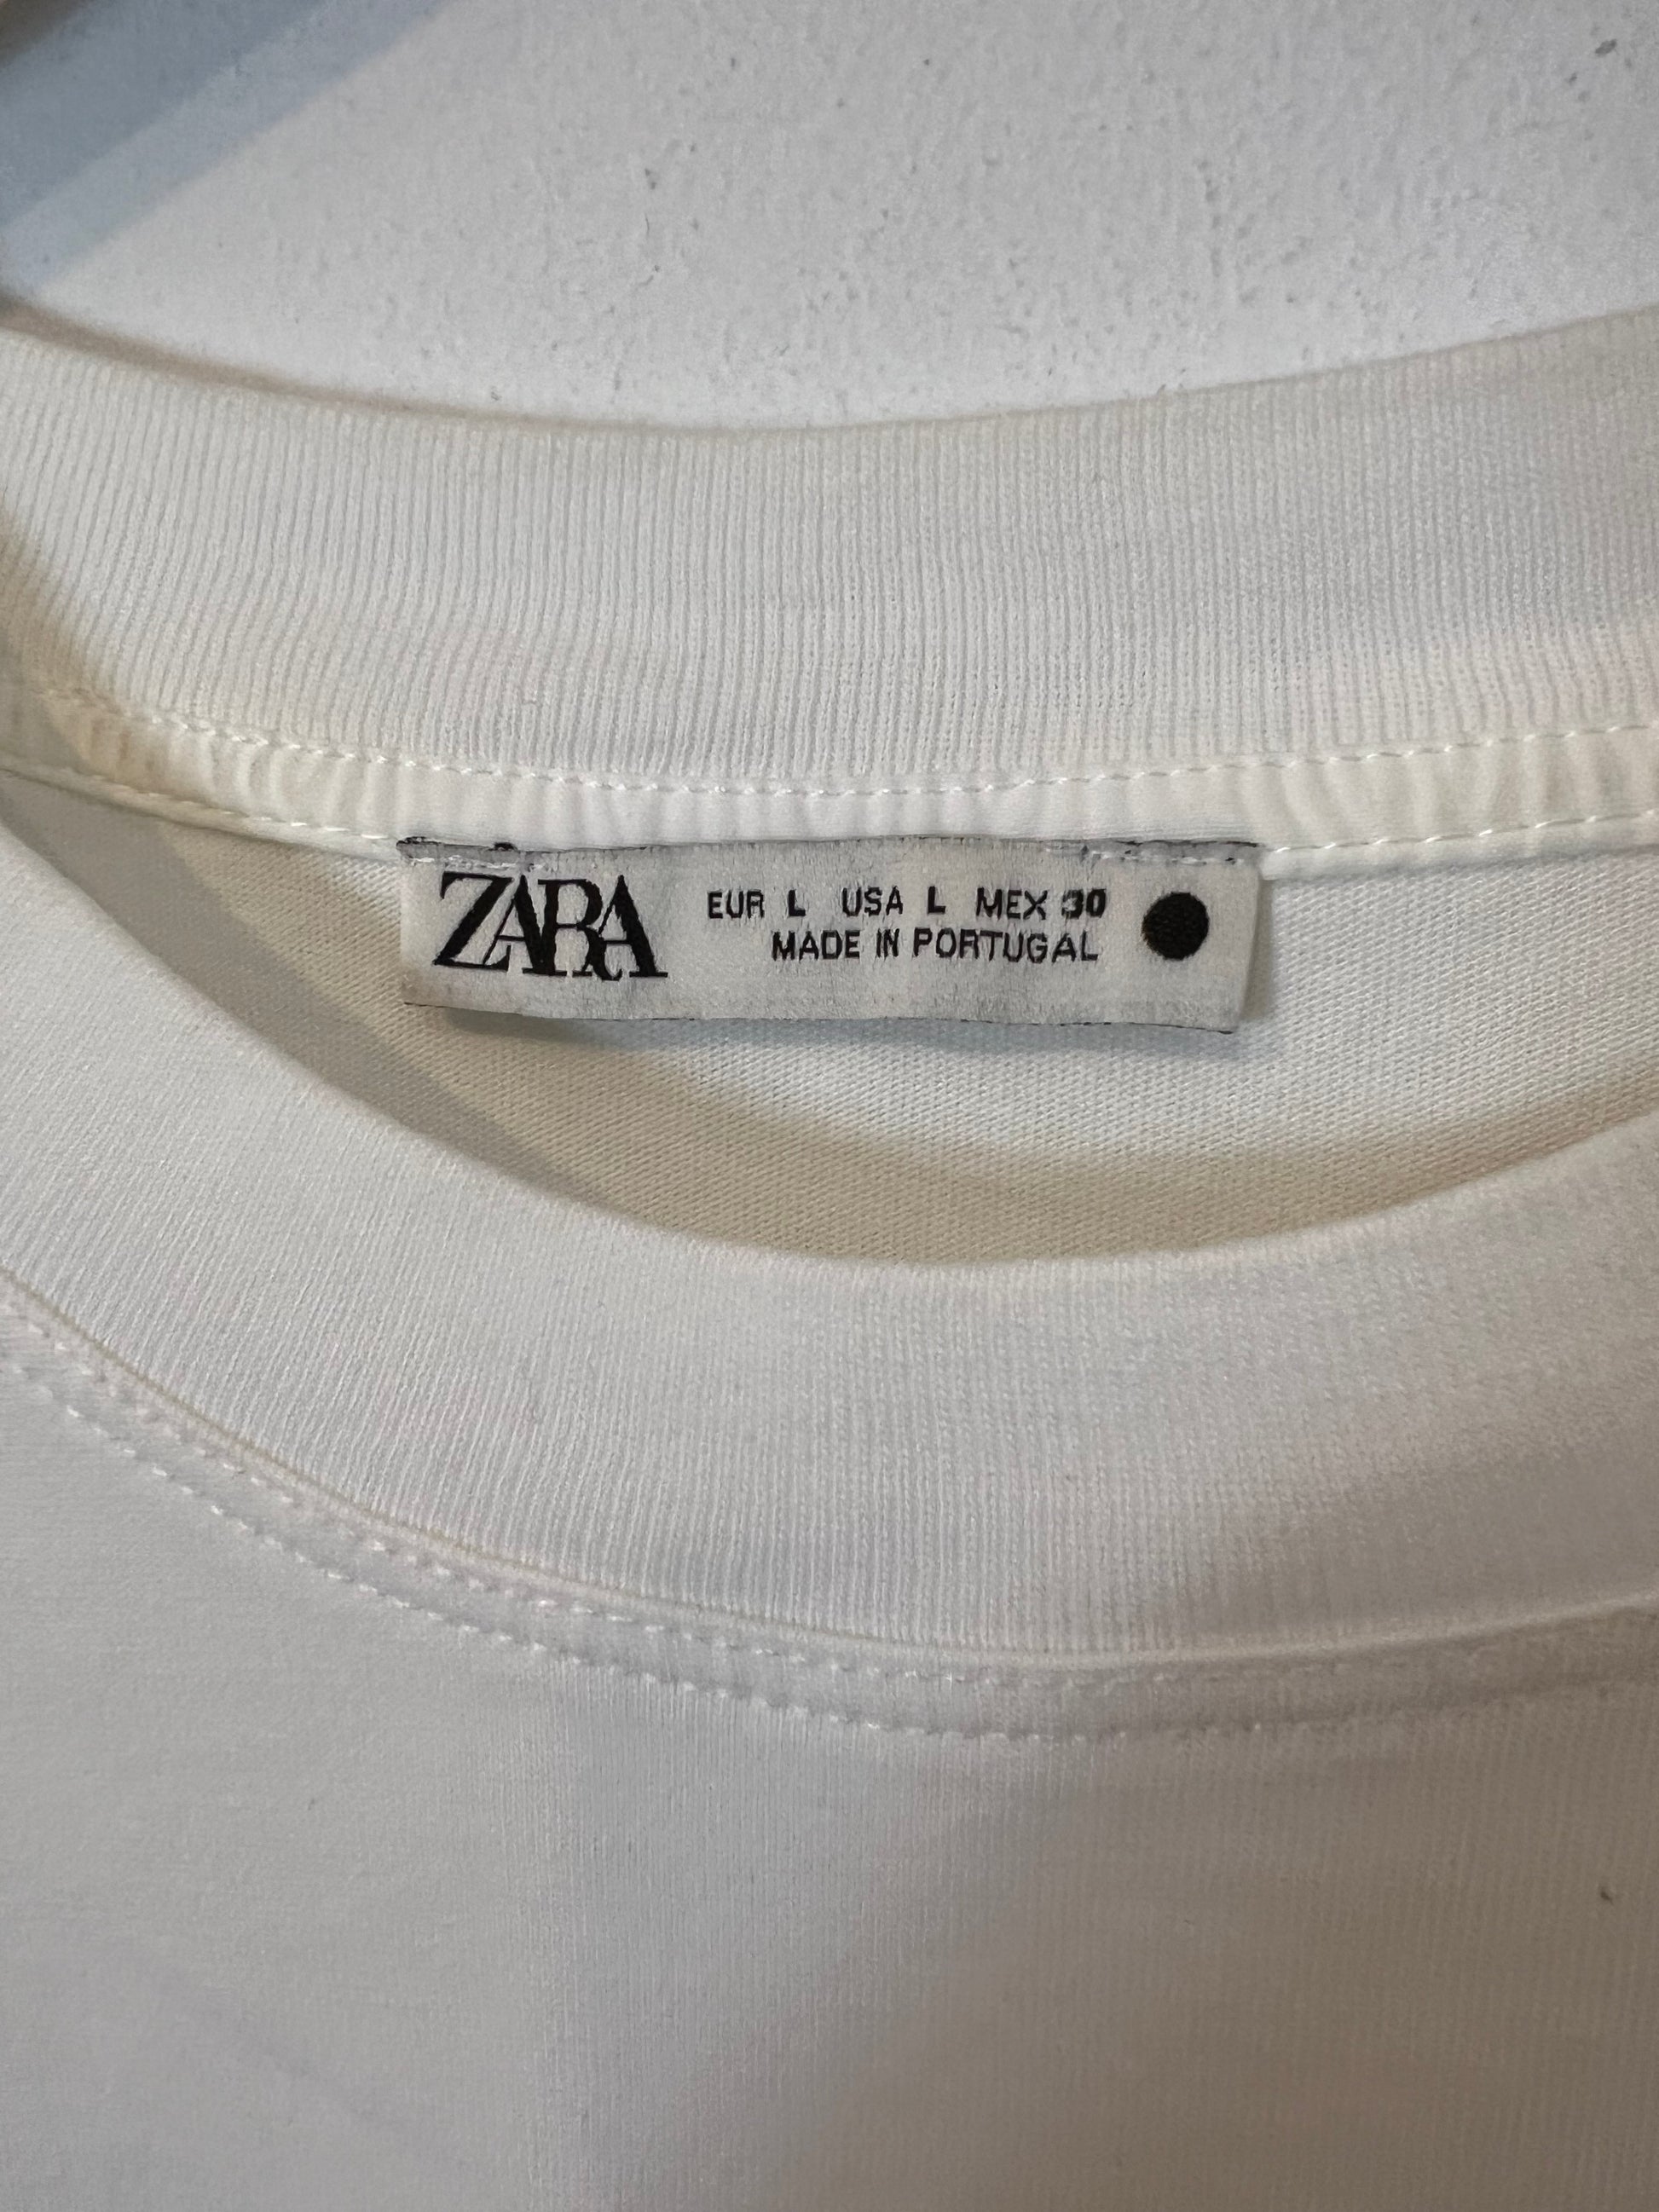 ZARA
EUR L USA L MEX 30
MADE IN PORTUGAL